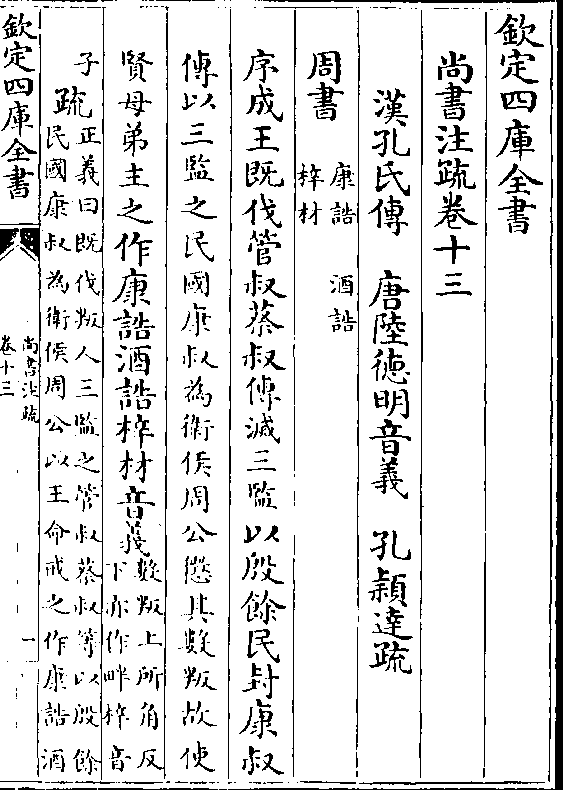 欽定四庫全書
尚書注疏卷十三
漢孔氏傳　唐陸德明音義　孔穎達疏
周書　康誥　酒誥
梓材
序成王既伐管叔蔡叔傳滅三監以殷餘民封康叔
傳以三監之民國康叔為衛侯周公懲其數叛故使
賢母弟主之作康誥酒誥梓材音義數叛上所角反
下亦作畔梓音
子疏正義曰既伐叛人三監之管叔蔡叔等以殷餘
民國康叔為衛侯周公以王命戒之作康誥酒
欽定四庫全書
尚書注疏
卷十三
一